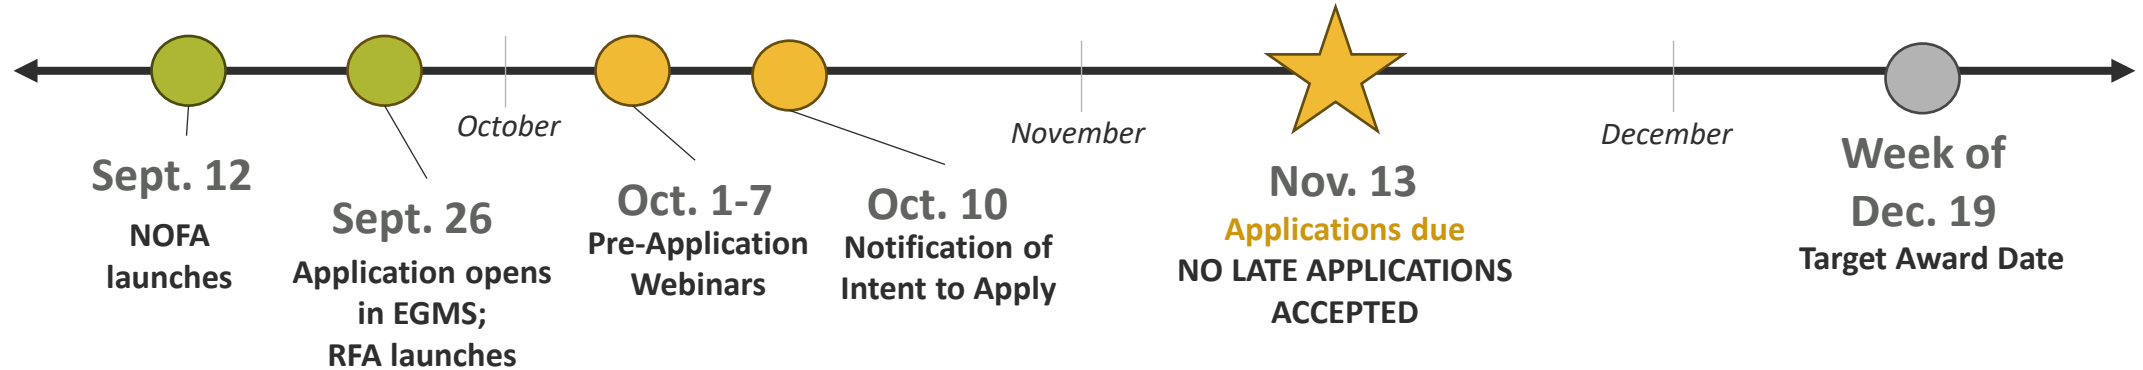 Sept. 12
NOFA
launches
Sept. 26
Application opens
in EGMS;
RFA launches
October
Oct. 1-7
Pre-Application
Webinars
Oct. 10
Notification of
Intent to Apply
November
Nov. 13
Applications due
NO LATE APPLICATIONS
ACCEPTED
December
Week of
Dec. 19
Target Award Date